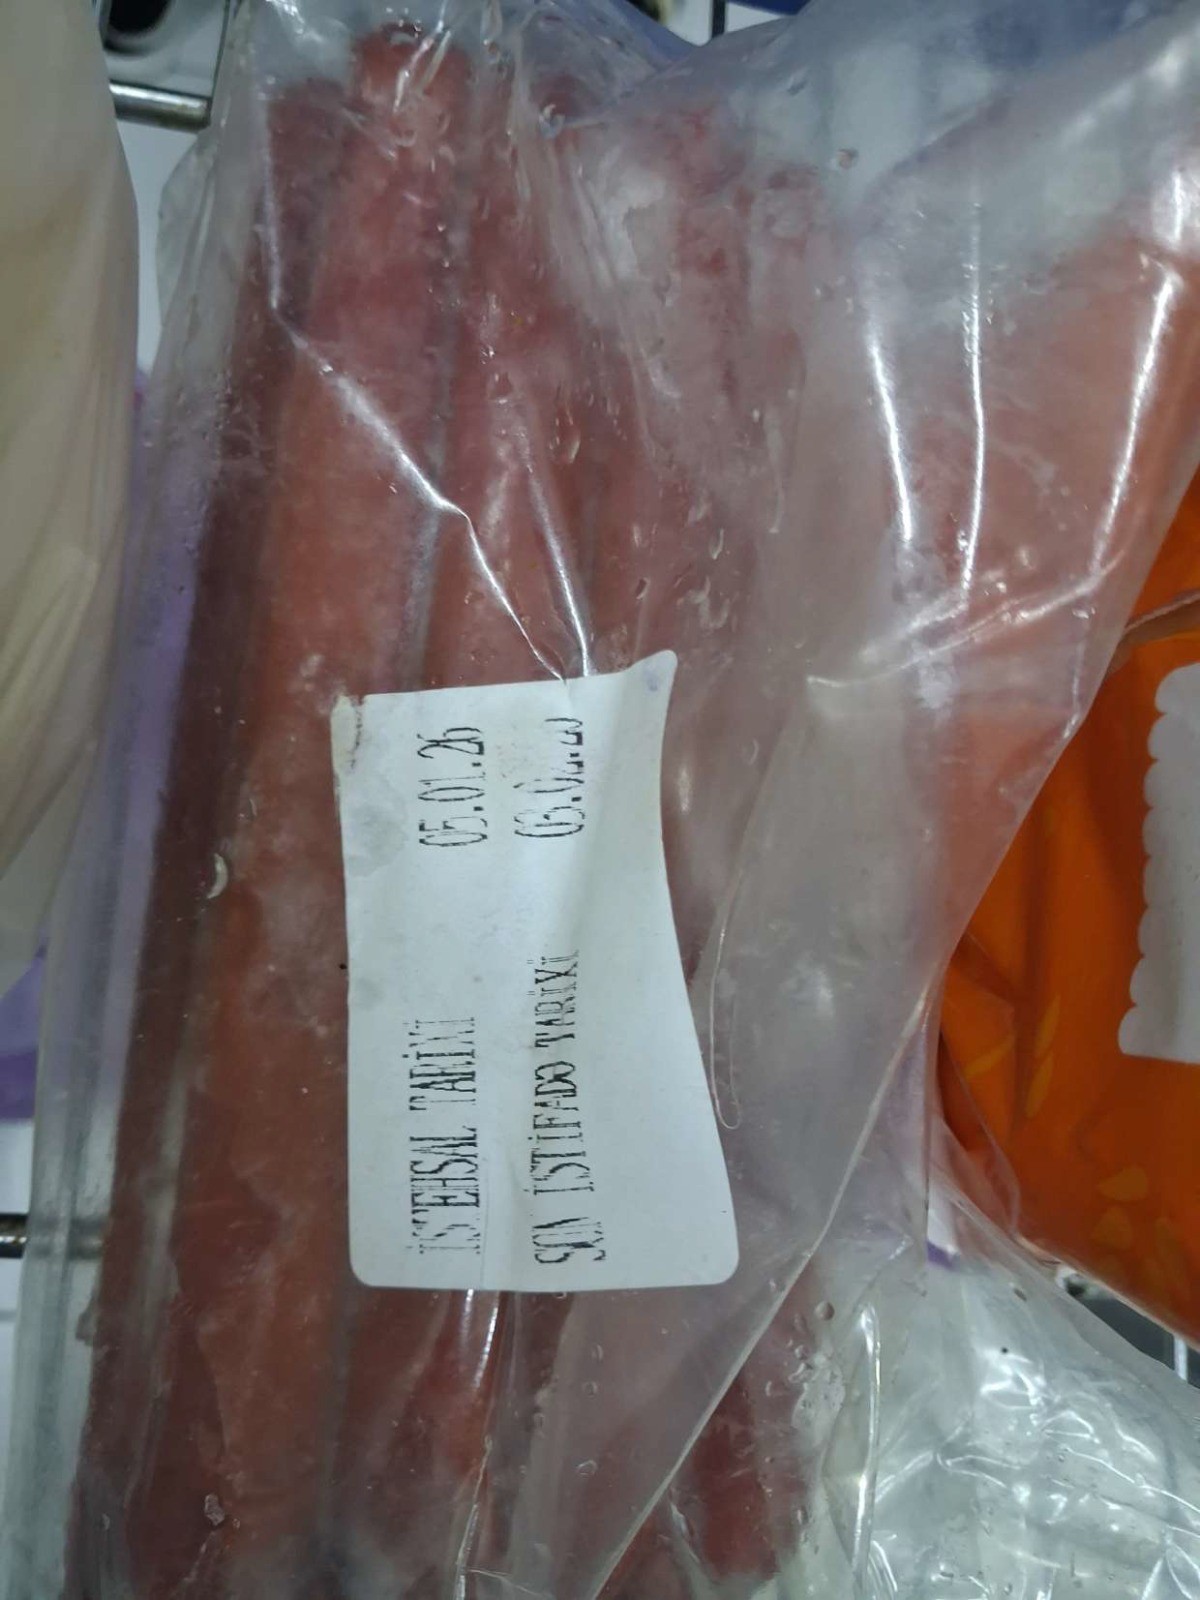 İSTEHSAL TARİXİ 05.01.26
SON İSTİFADƏ TARİXİ